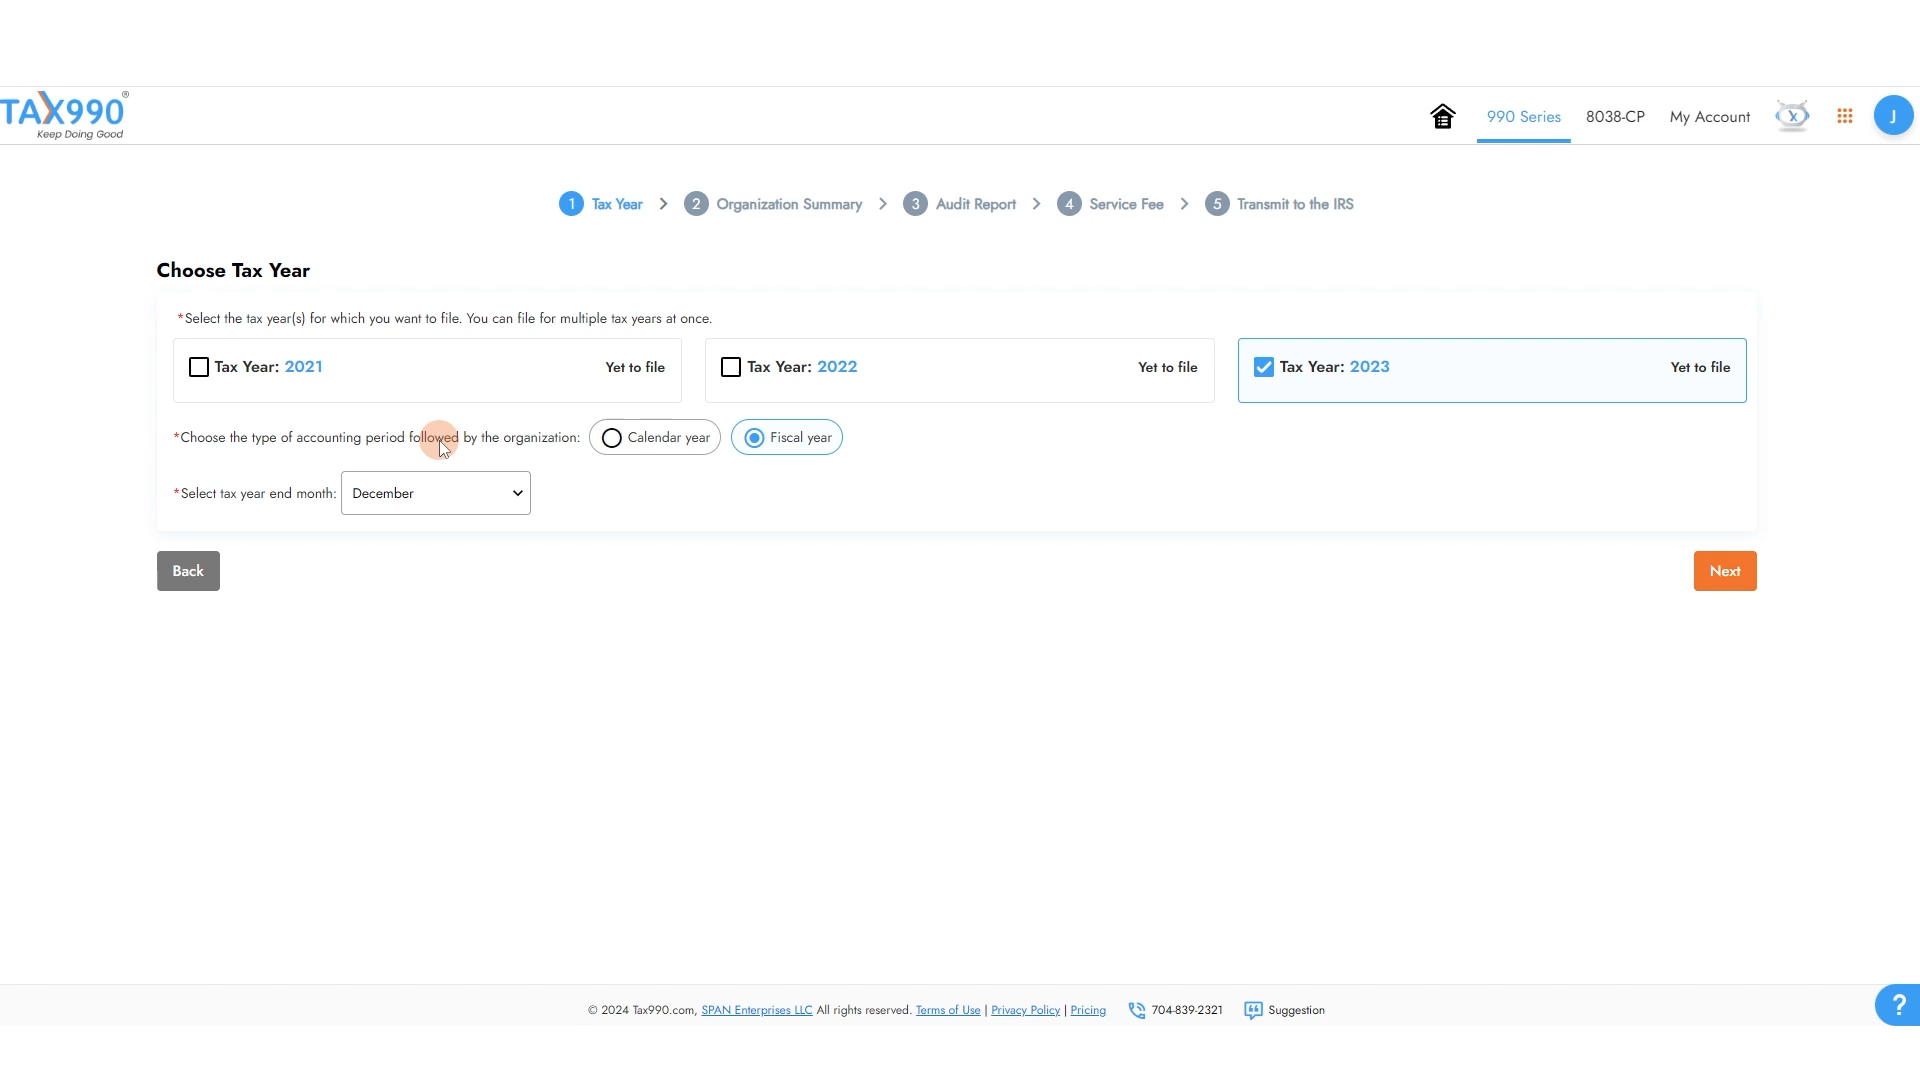 TAX990®
Keep Doing Good
990 Series
8038-CP
My Account
X
J
1 Tax Year > 2 Organization Summary > 3 Audit Report > 4 Service Fee > 5 Transmit to the IRS
Choose Tax Year
*Select the tax year(s) for which you want to file. You can file for multiple tax years at once.
Tax Year: 2021 Yet to file
Tax Year: 2022 Yet to file
Tax Year: 2023 Yet to file
*Choose the type of accounting period followed by the organization: Calendar year Fiscal year
*Select tax year end month: December
Back
Next
© 2024 Tax990.com, SPAN Enterprises LLC All rights reserved. Terms of Use | Privacy Policy | Pricing 704-839-2321 Suggestion
?